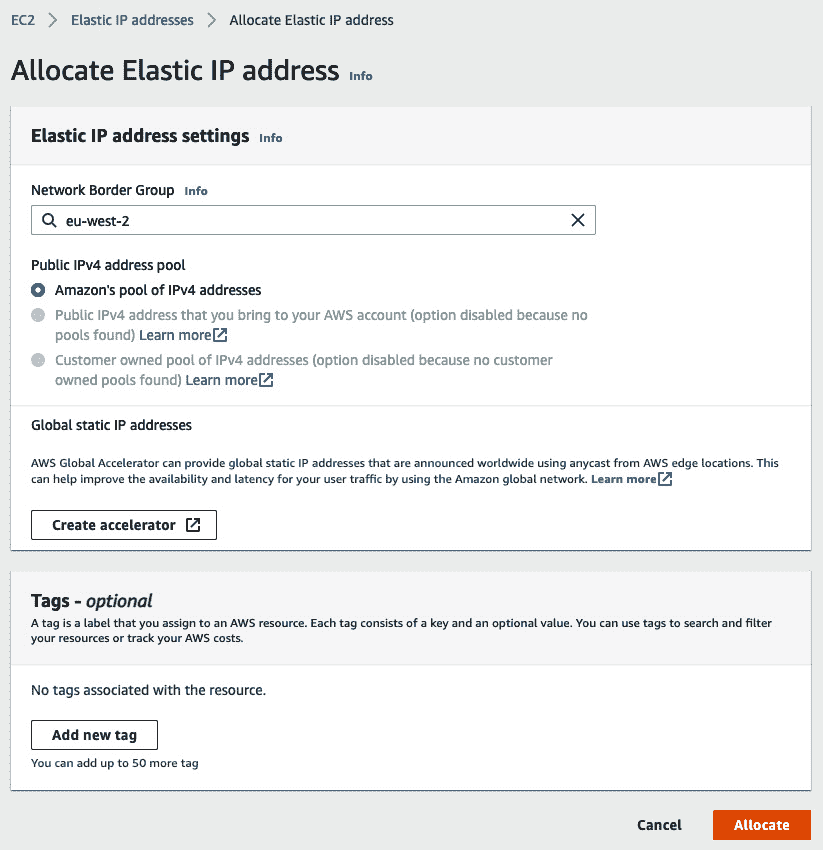 EC2 > Elastic IP addresses > Allocate Elastic IP address
Allocate Elastic IP address Info
Elastic IP address settings Info
Network Border Group Info
eu-west-2
Public IPv4 address pool
Amazon's pool of IPv4 addresses
Public IPv4 address that you bring to your AWS account (option disabled because no
pools found) Learn more
Customer owned pool of IPv4 addresses (option disabled because no customer
owned pools found) Learn more
Global static IP addresses
AWS Global Accelerator can provide global static IP addresses that are announced worldwide using anycast from AWS edge locations. This
can help improve the availability and latency for your user traffic by using the Amazon global network. Learn more
Create accelerator
Tags - optional
A tag is a label that you assign to an AWS resource. Each tag consists of a key and an optional value. You can use tags to search and filter
your resources or track your AWS costs.
No tags associated with the resource.
Add new tag
You can add up to 50 more tag
Cancel Allocate